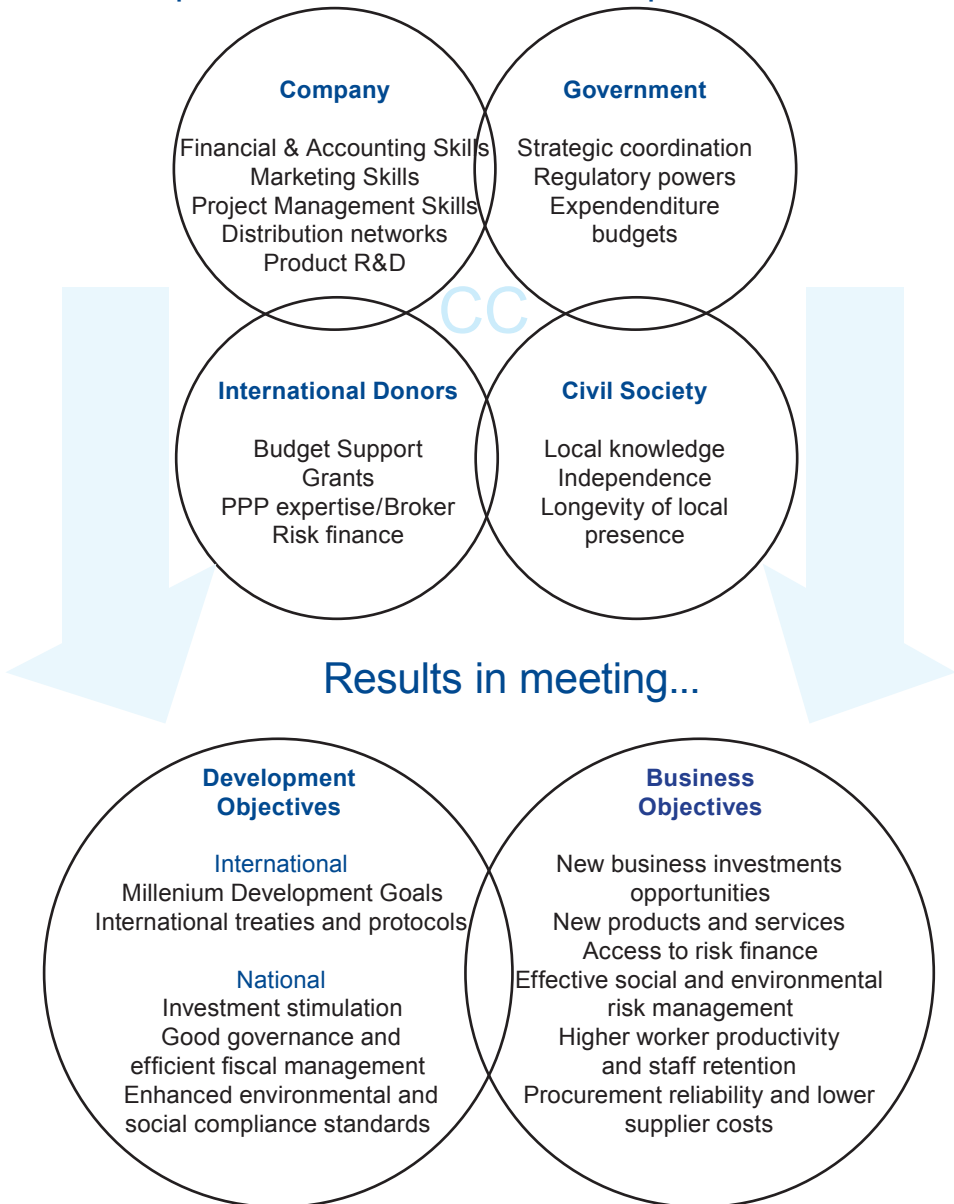 Company
Financial & Accounting Skills
Marketing Skills
Project Management Skills
Distribution networks
Product R&D
Government
Strategic coordination
Regulatory powers
Expendenditure
budgets
CC
International Donors
Budget Support
Grants
PPP expertise/Broker
Risk finance
Civil Society
Local knowledge
Independence
Longevity of local
presence
Results in meeting...
Development
Objectives
International
Millenium Development Goals
International treaties and protocols
National
Investment stimulation
Good governance and
efficient fiscal management
Enhanced environmental and
social compliance standards
Business
Objectives
New business investments
opportunities
New products and services
Access to risk finance
Effective social and environmental
risk management
Higher worker productivity
and staff retention
Procurement reliability and lower
supplier costs